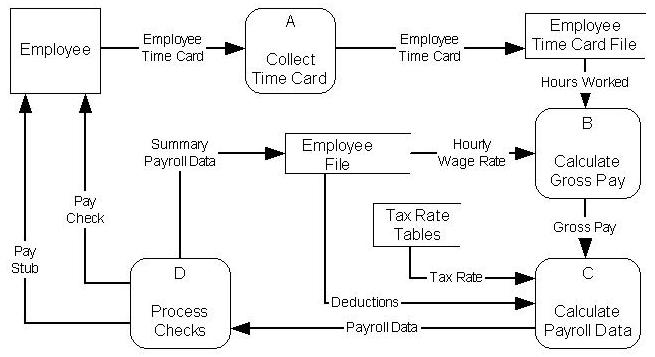 Employee
Employee
Time Card
A
Collect
Time Card
Employee
Time Card
Employee
Time Card File
Hours Worked
B
Calculate
Gross Pay
Summary
Payroll Data
Employee
File
Hourly
Wage Rate
Pay
Check
Tax Rate
Tables
Gross Pay
Pay
Stub
D
Process
Checks
Tax Rate
Deductions
Payroll Data
C
Calculate
Payroll Data